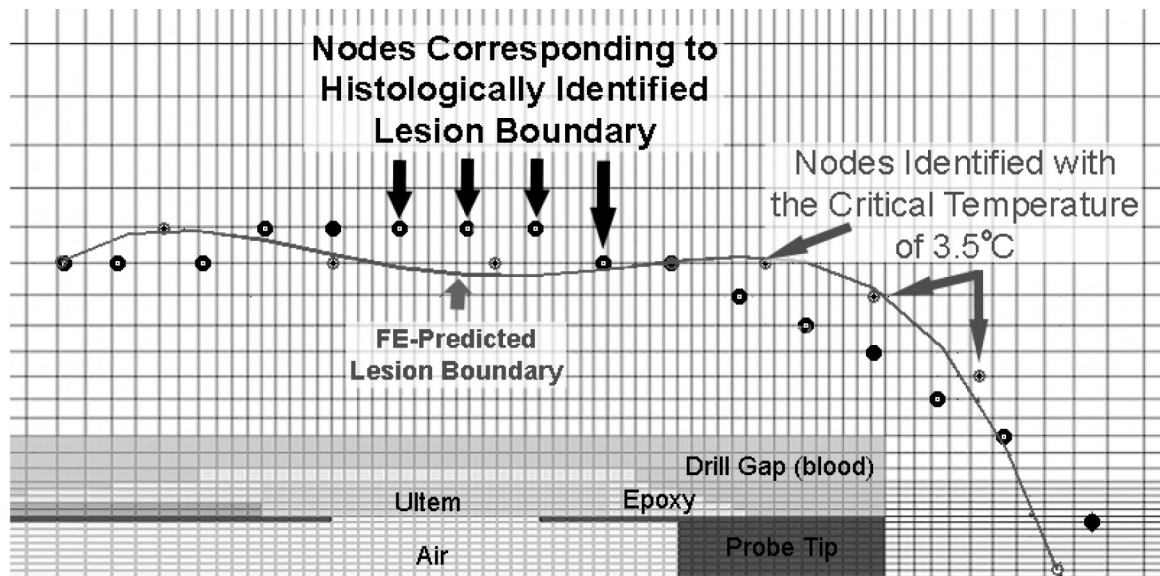 Nodes Corresponding to
Histologically Identified
Lesion Boundary
Nodes Identified with
the Critical Temperature
of 3.5°C
FE-Predicted
Lesion Boundary
Drill Gap (blood)
Ultem
Epoxy
Air
Probe Tip